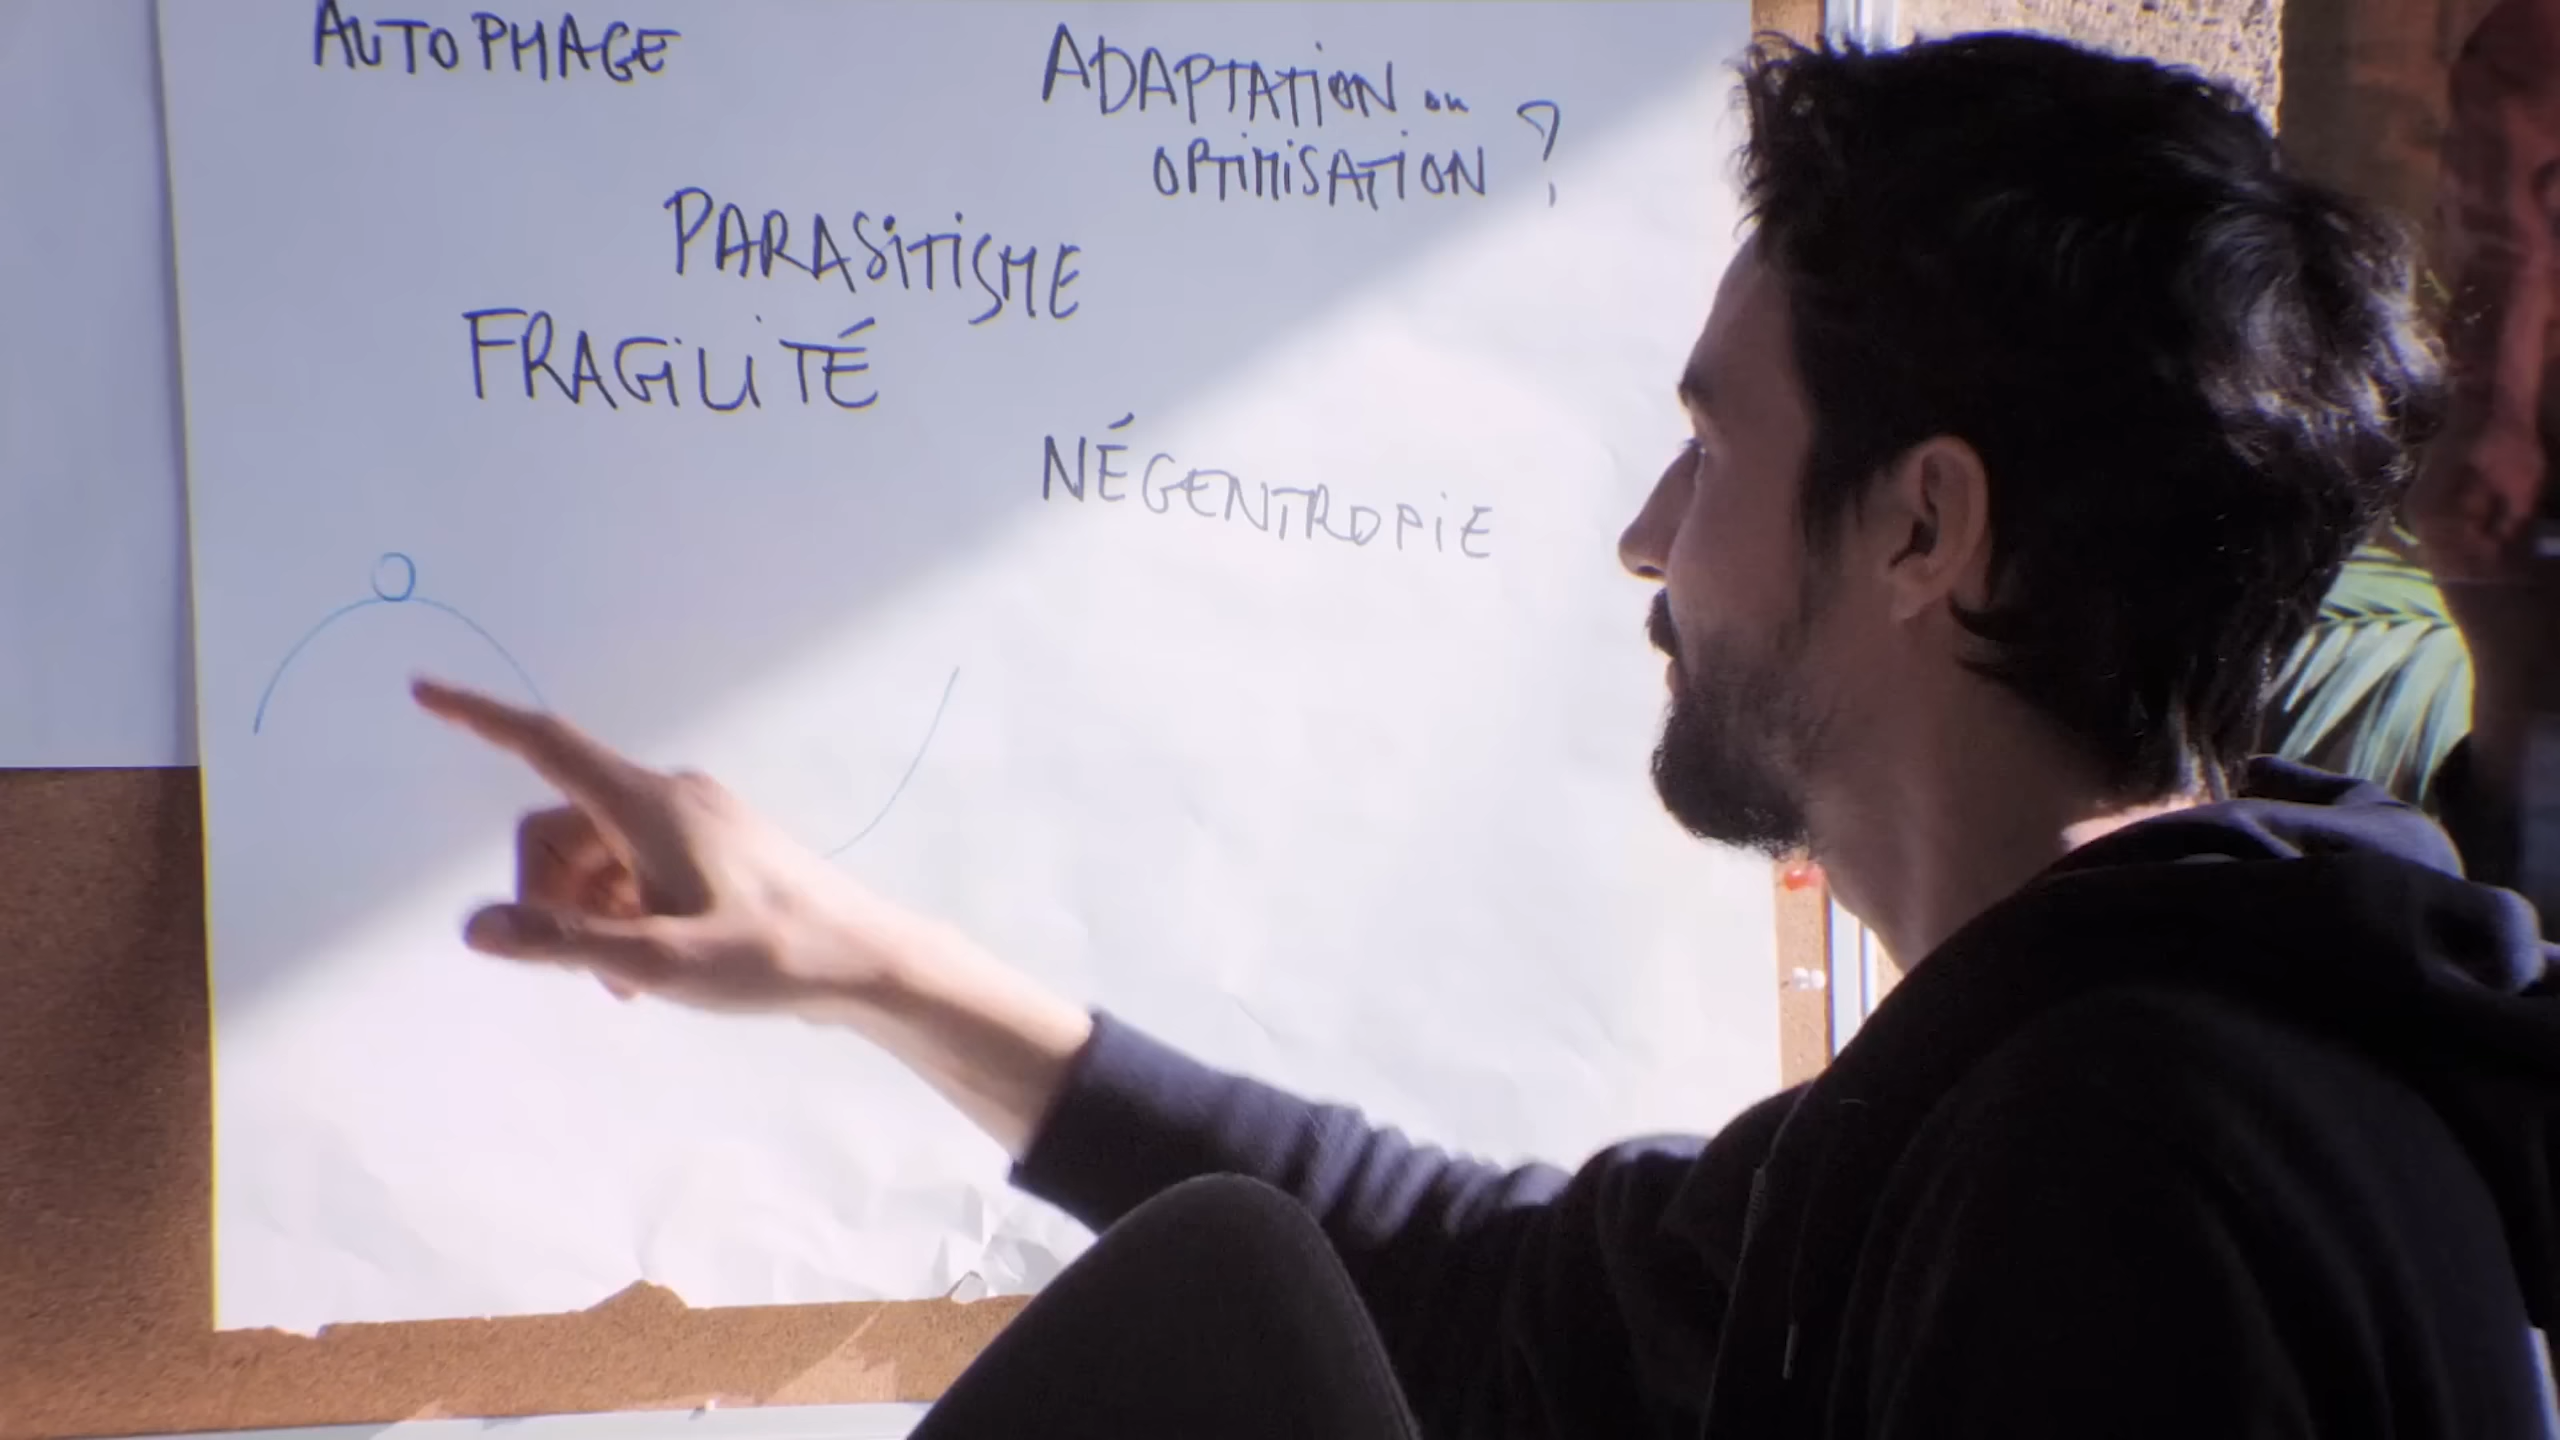 AUTOPHAGE
ADAPTATION ou
OPTIMISATION ?
PARASITISME
FRAGILITÉ
NÉGENTROPIE